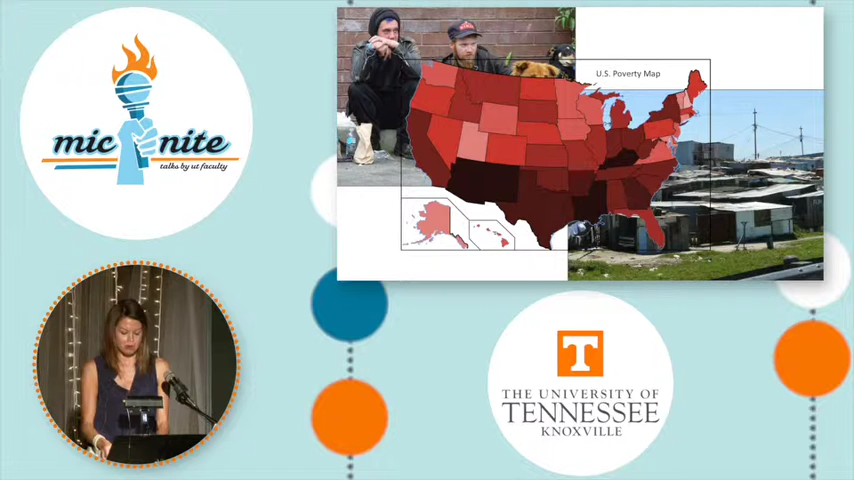 mic nite
talks by ut faculty
U.S. Poverty Map
T
THE UNIVERSITY OF
TENNESSEE
KNOXVILLE